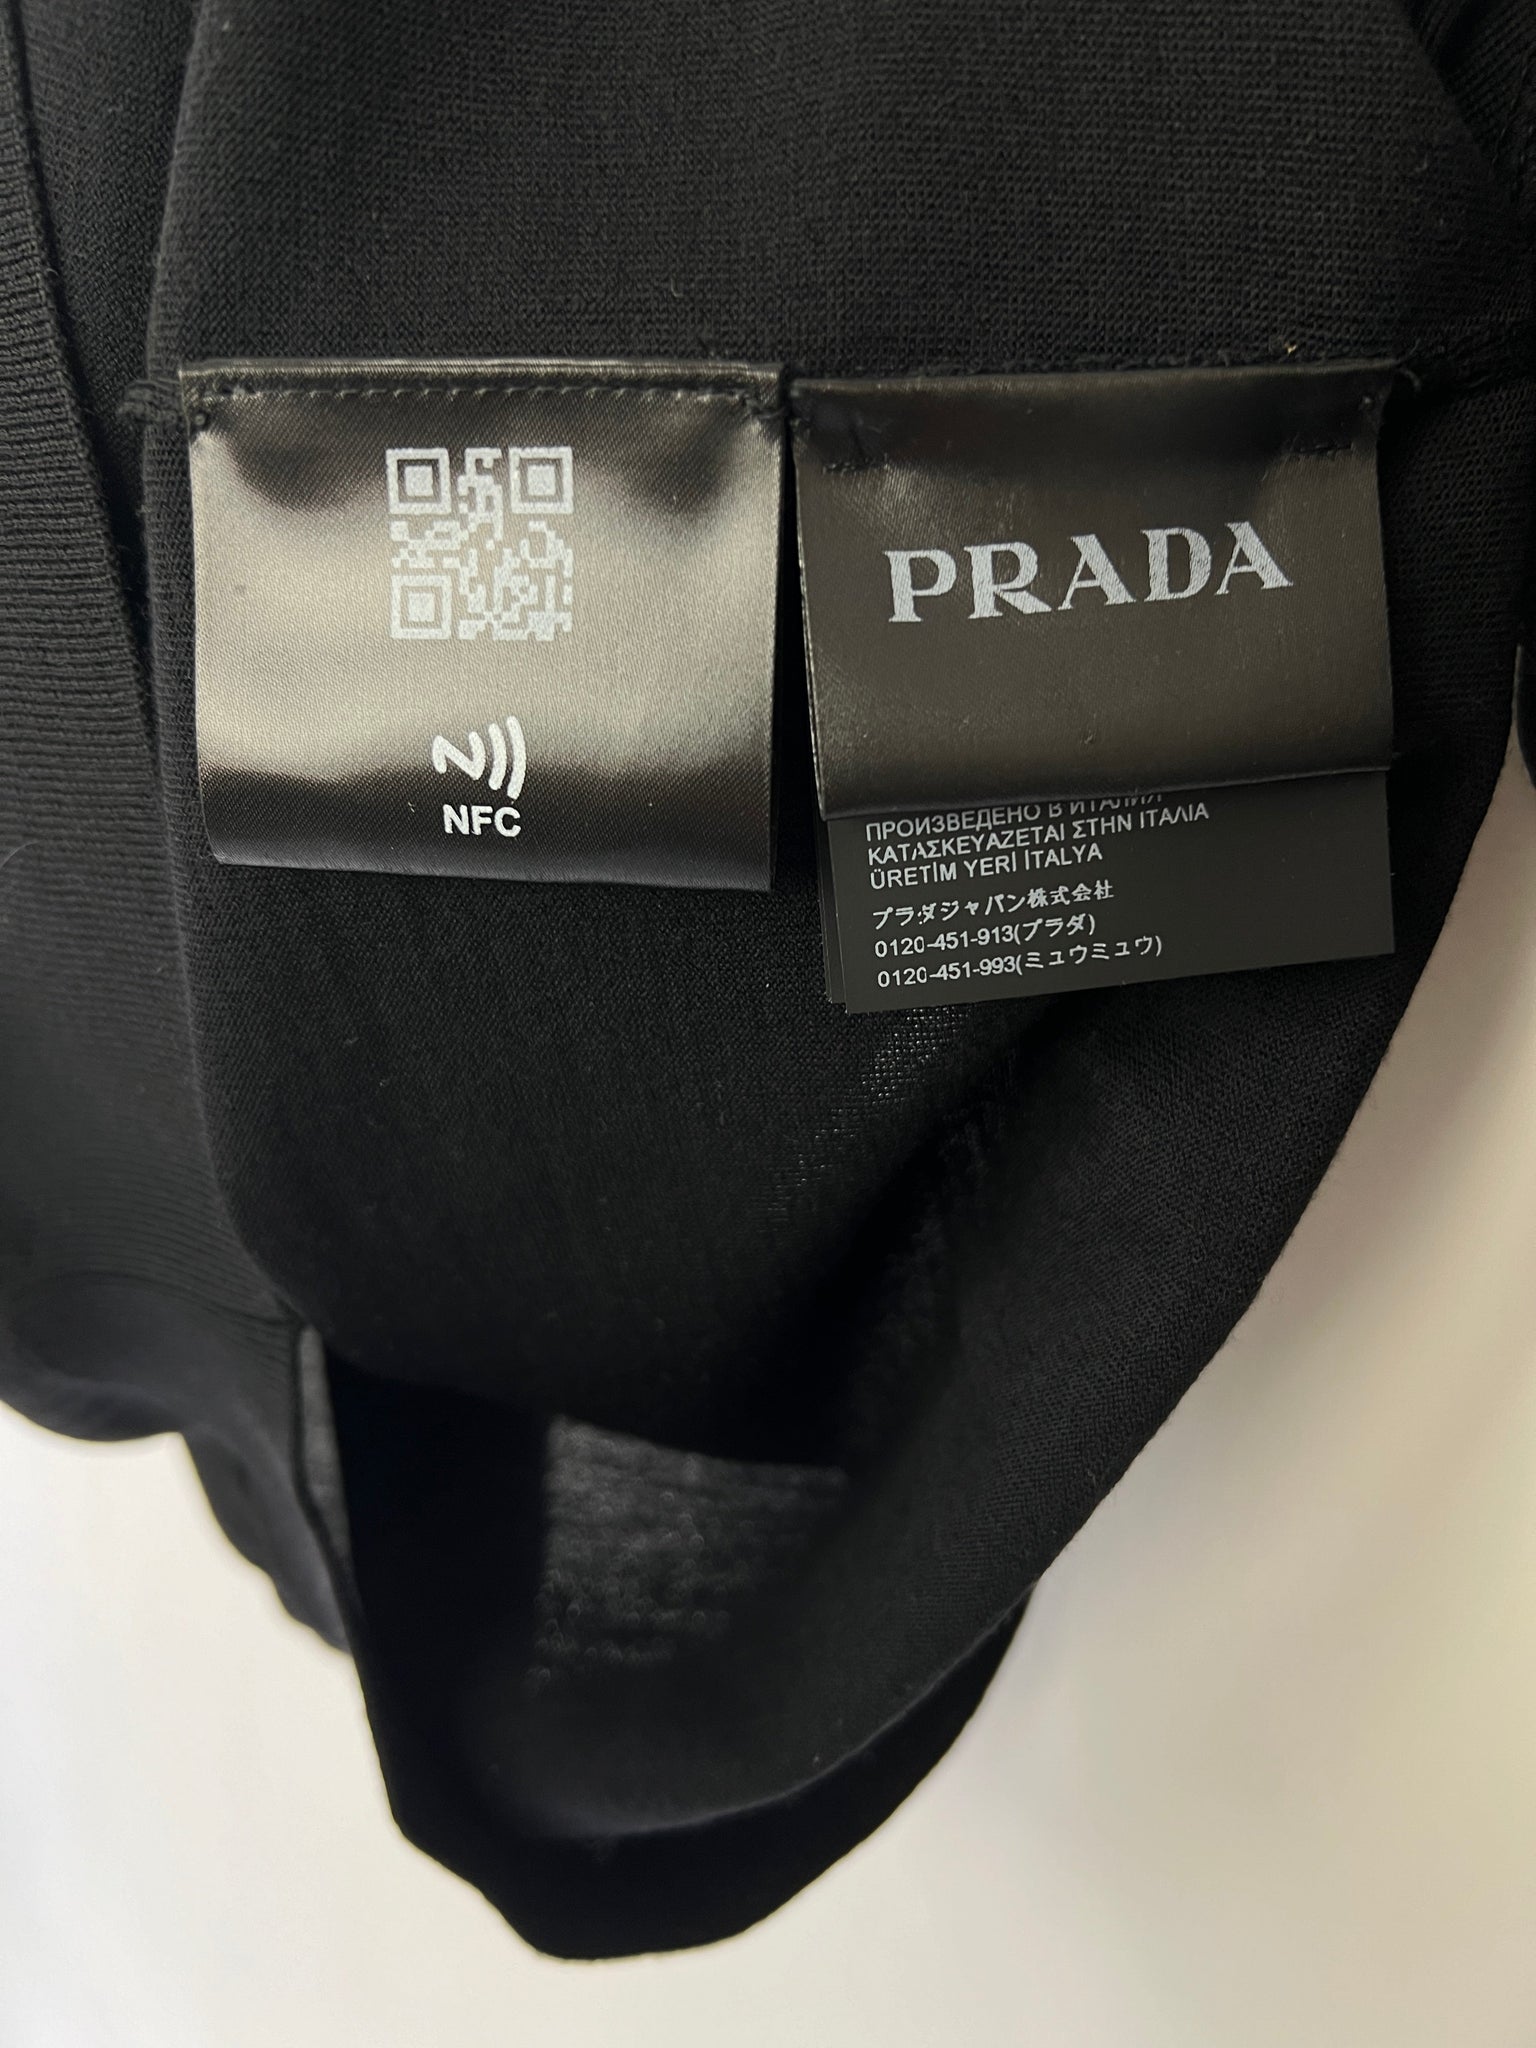 NFC
PRADA
ПРОИЗВЕДЕНО В ИТАЛИИ
ΚΑΤΑΣΚΕΥΑΖΕΤΑΙ ΣΤΗΝ ΙΤΑΛΙΑ
ÜRETİM YERİ İTALYA
プラダジャパン株式会社
0120-451-913(プラダ)
0120-451-993(ミュウミュウ)